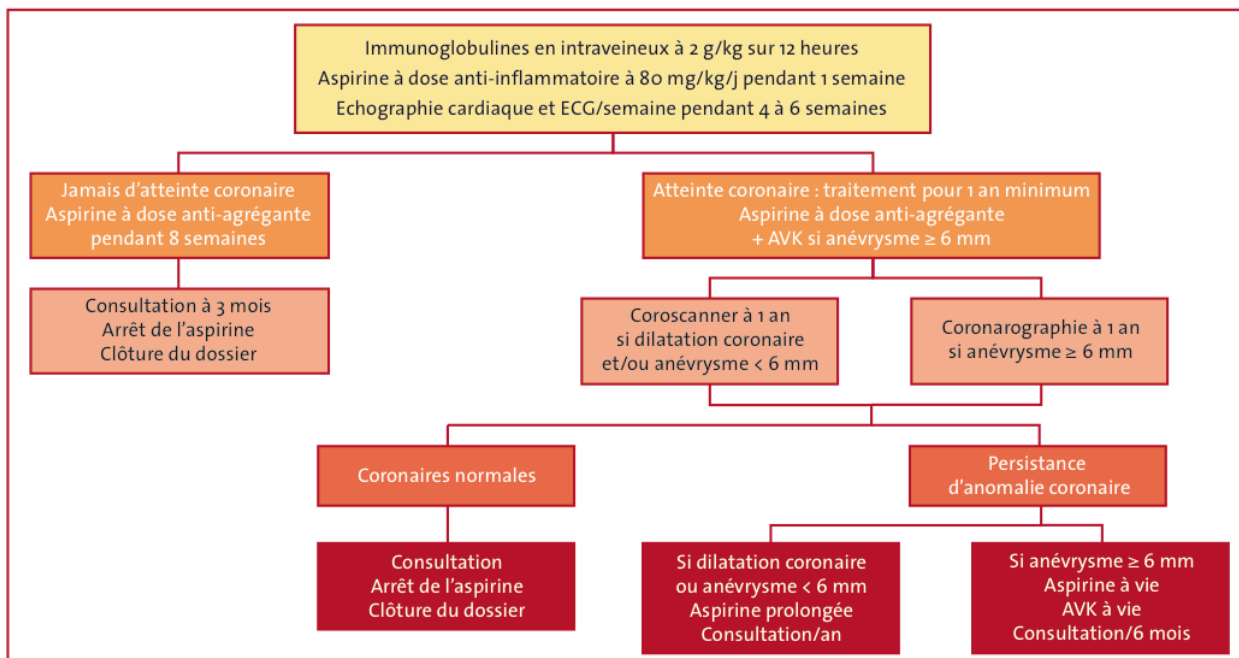 Immunoglobulines en intraveineux à 2 g/kg sur 12 heures
Aspirine à dose anti-inflammatoire à 80 mg/kg/j pendant 1 semaine
Echographie cardiaque et ECG/semaine pendant 4 à 6 semaines
Jamais d'atteinte coronaire
Aspirine à dose anti-agrégante
pendant 8 semaines
Atteinte coronaire : traitement pour 1 an minimum
Aspirine à dose anti-agrégante
+ AVK si anévrysme ≥ 6 mm
Consultation à 3 mois
Arrêt de l'aspirine
Clôture du dossier
Coroscanner à 1 an
si dilatation coronaire
et/ou anévrysme < 6 mm
Coronarographie à 1 an
si anévrysme ≥ 6 mm
Coronaires normales
Persistance
d'anomalie coronaire
Consultation
Arrêt de l'aspirine
Clôture du dossier
Si dilatation coronaire
ou anévrysme < 6 mm
Aspirine prolongée
Consultation/an
Si anévrysme ≥ 6 mm
Aspirine à vie
AVK à vie
Consultation/6 mois